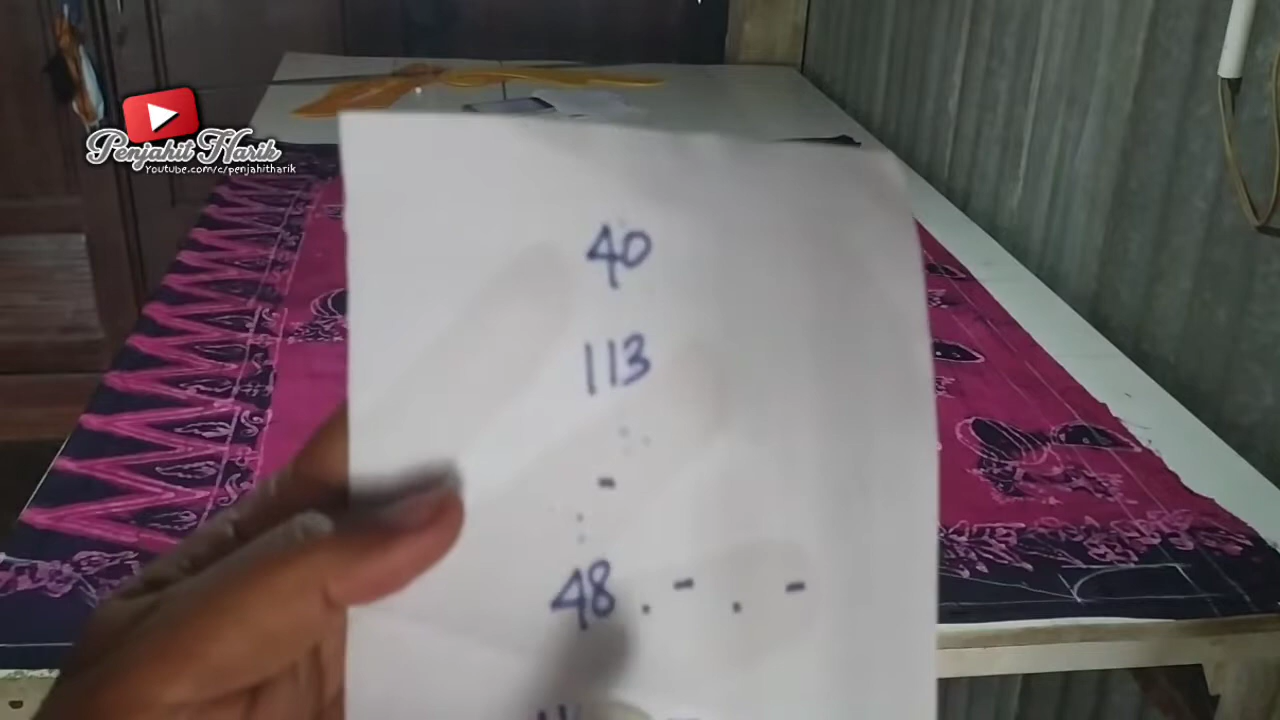 Penjahit Harik
Youtube.com/c/penjahitharik
40
113
-
48 . - . -